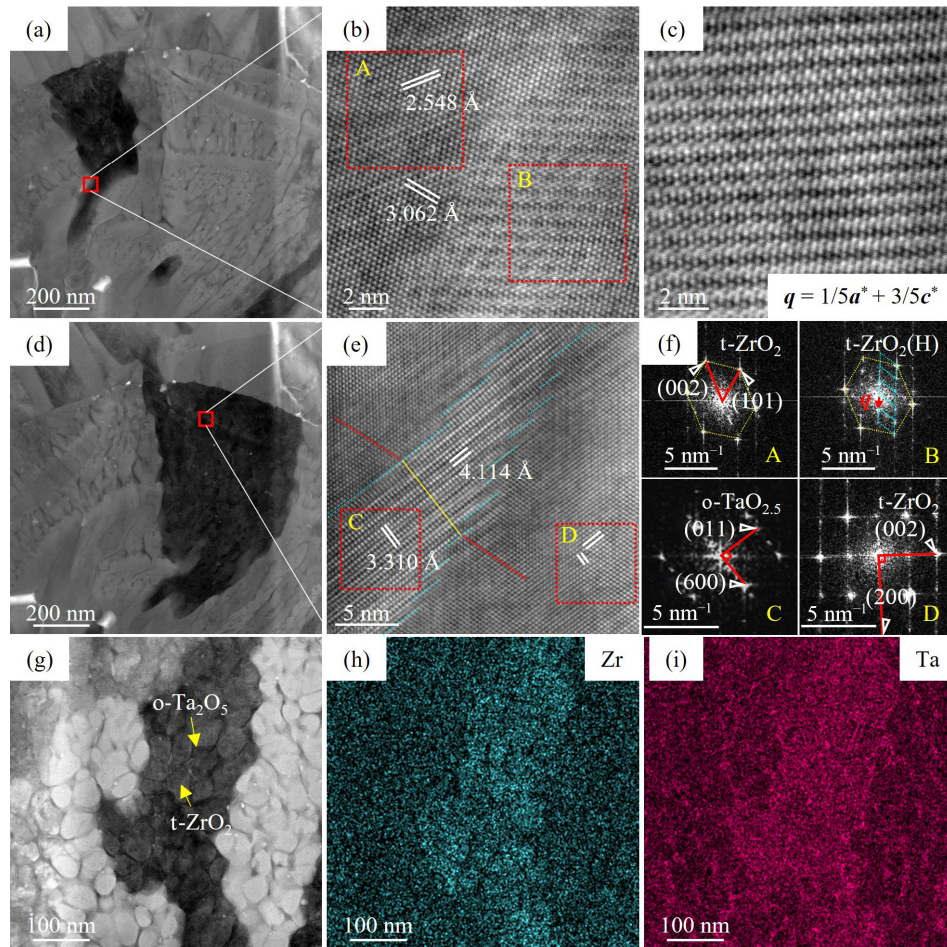 (a)
200 nm
(b)
A
2.548 Å
3.062 Å
B
2 nm
(c)
2 nm
q = 1/5a* + 3/5c*
(d)
200 nm
(e)
4.114 Å
C
3.310 Å
D
5 nm
(f)
t-ZrO₂
(002)
(101)
5 nm⁻¹
A
t-ZrO₂(H)
q
5 nm⁻¹
B
o-TaO₂.₅
(011)
(600)
5 nm⁻¹
C
t-ZrO₂
(002)
(200)
5 nm⁻¹
D
(g)
o-Ta₂O₅
t-ZrO₂
100 nm
(h)
Zr
100 nm
(i)
Ta
100 nm